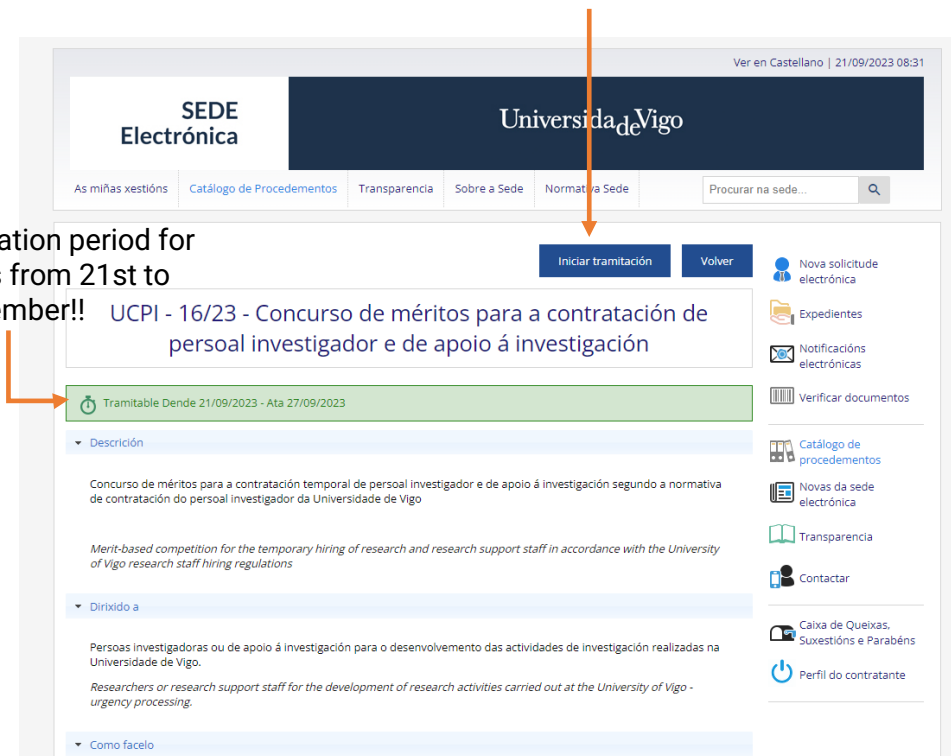 Ver en Castellano | 21/09/2023 08:31
SEDE
Electrónica
UniversidadeVigo
As miñas xestións
Catálogo de Procedementos
Transparencia
Sobre a Sede
Normativa Sede
Procurar na sede...
ation period for
s from 21st to
ember!!
Iniciar tramitación
Volver
UCPI - 16/23 - Concurso de méritos para a contratación de
persoal investigador e de apoio á investigación
Tramitable Dende 21/09/2023 - Ata 27/09/2023
Descrición
Concurso de méritos para a contratación temporal de persoal investigador e de apoio á investigación segundo a normativa
de contratación do persoal investigador da Universidade de Vigo
Merit-based competition for the temporary hiring of research and research support staff in accordance with the University
of Vigo research staff hiring regulations
Dirixido a
Persoas investigadoras ou de apoio á investigación para o desenvolvemento das actividades de investigación realizadas na
Universidade de Vigo.
Researchers or research support staff for the development of research activities carried out at the University of Vigo -
urgency processing.
Como facelo
Nova solicitude
electrónica
Expedientes
Notificacións
electrónicas
Verificar documentos
Catálogo de
procedementos
Novas da sede
electrónica
Transparencia
Contactar
Caixa de Queixas,
Suxestións e Parabéns
Perfil do contratante